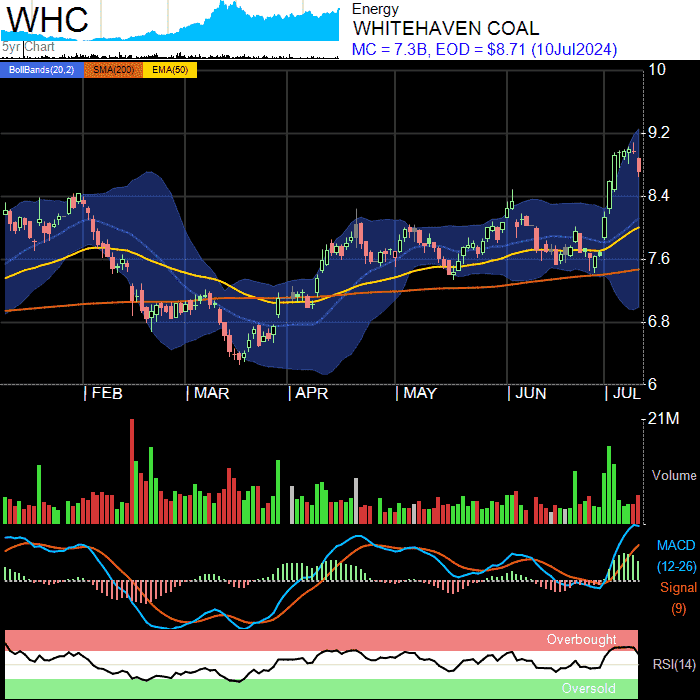 WHC
Energy
WHITEHAVEN COAL
5yr Chart
MC = 7.3B, EOD = $8.71 (10Jul2024)
BollBands(20,2) SMA(200) EMA(50)
10
9.2
8.4
7.6
6.8
6
| FEB | MAR | APR | MAY | JUN | JUL
21M
Volume
MACD
(12-26)
Signal
(9)
Overbought
RSI(14)
Oversold